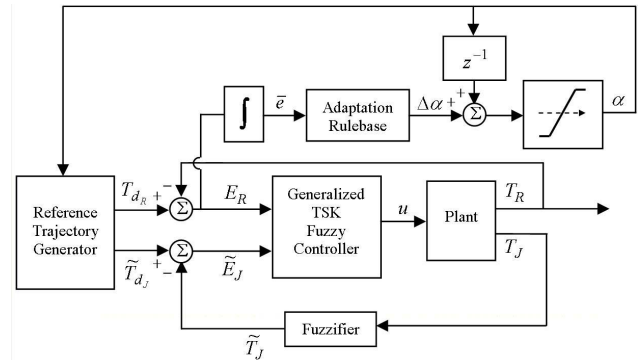 z⁻¹
∫
e̅
Adaptation
Rulebase
Δα
+
+
Σ
α
Reference
Trajectory
Generator
T_{d_R}
+
−
Σ
E_R
Generalized
TSK
Fuzzy
Controller
u
Plant
T_R
T_J
T̃_{d_J}
+
−
Σ
Ẽ_J
T̃_J
Fuzzifier